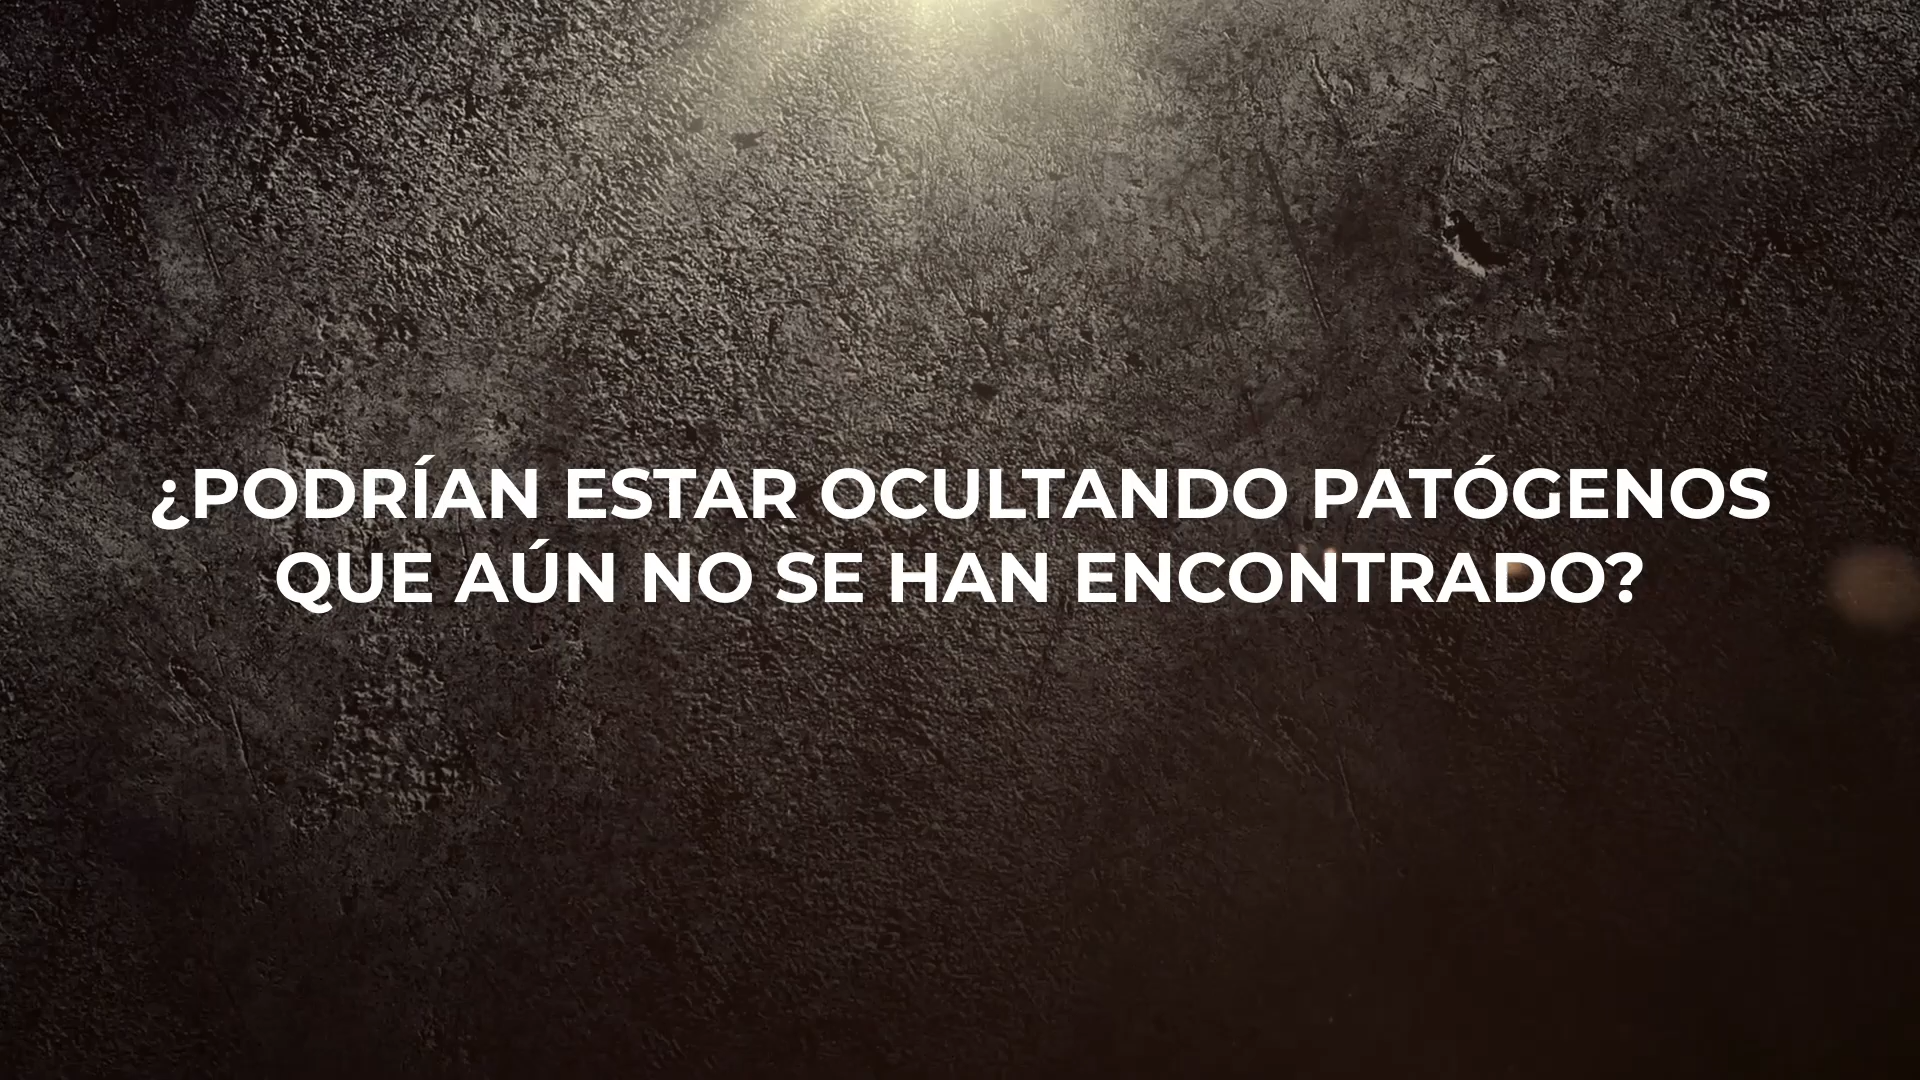 ¿PODRÍAN ESTAR OCULTANDO PATÓGENOS
QUE AÚN NO SE HAN ENCONTRADO?